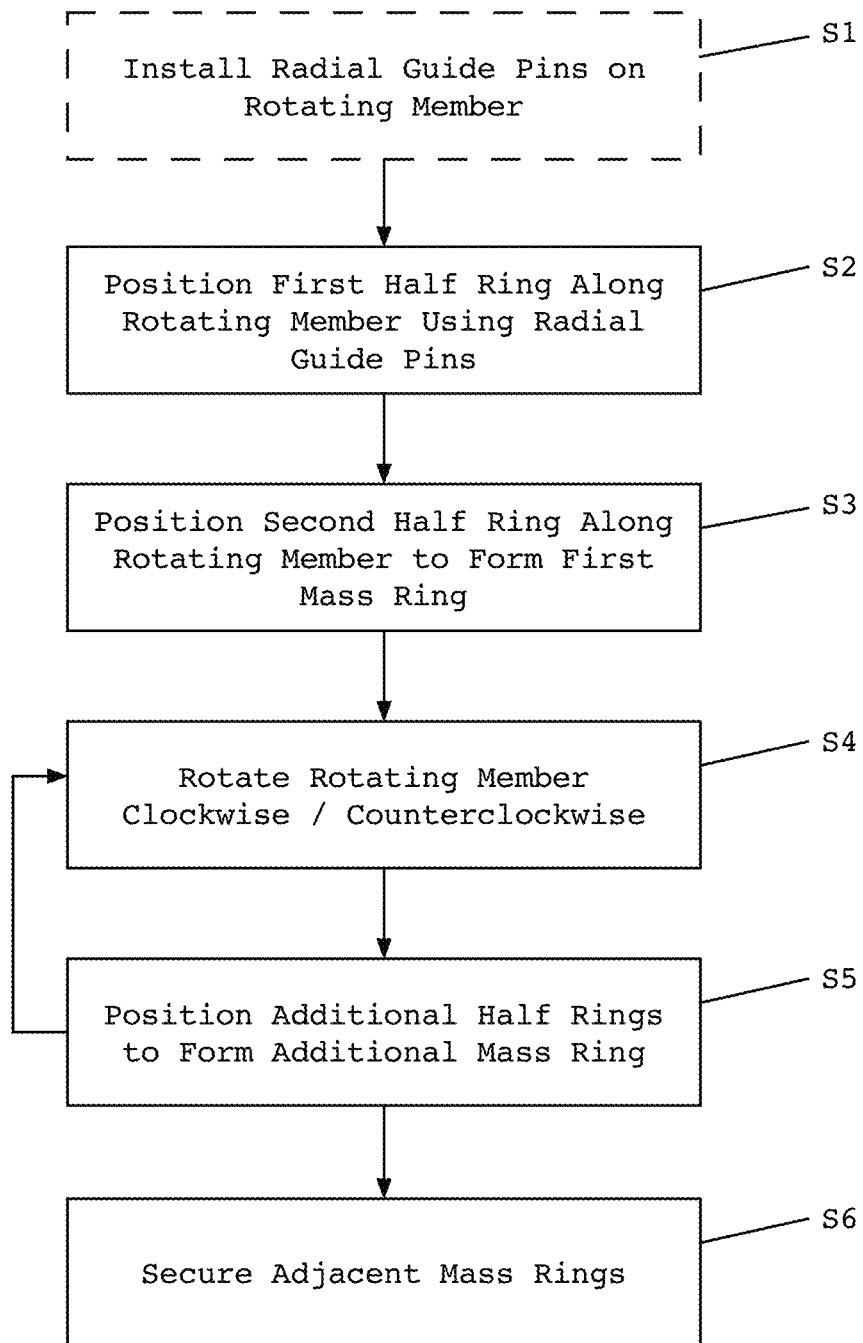 S1
Install Radial Guide Pins on
Rotating Member
S2
Position First Half Ring Along
Rotating Member Using Radial
Guide Pins
S3
Position Second Half Ring Along
Rotating Member to Form First
Mass Ring
S4
Rotate Rotating Member
Clockwise / Counterclockwise
S5
Position Additional Half Rings
to Form Additional Mass Ring
S6
Secure Adjacent Mass Rings